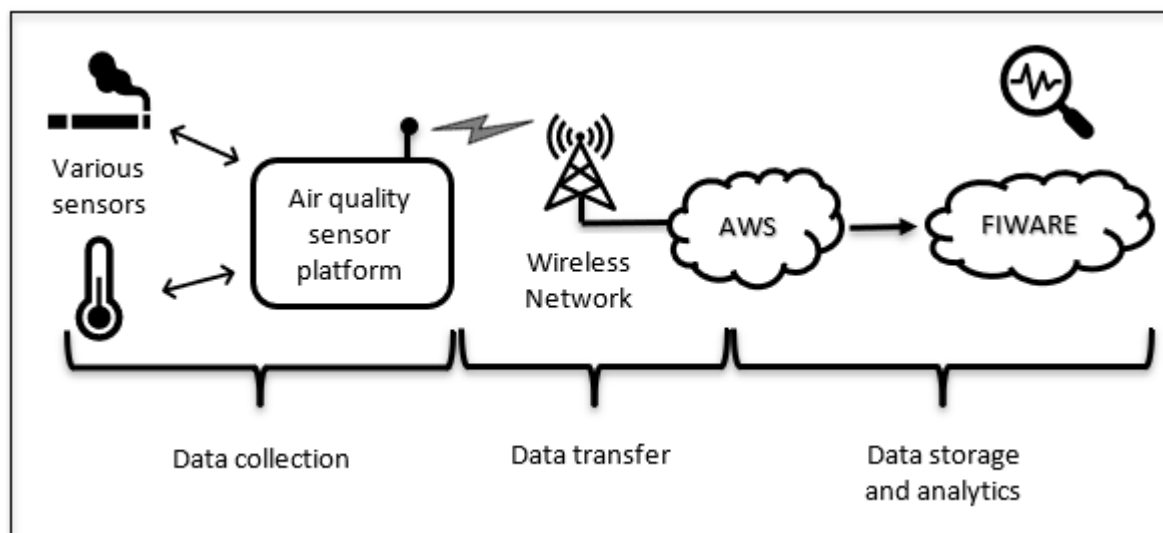 Various
sensors
Air quality
sensor
platform
Wireless
Network
AWS
FIWARE
Data collection
Data transfer
Data storage
and analytics